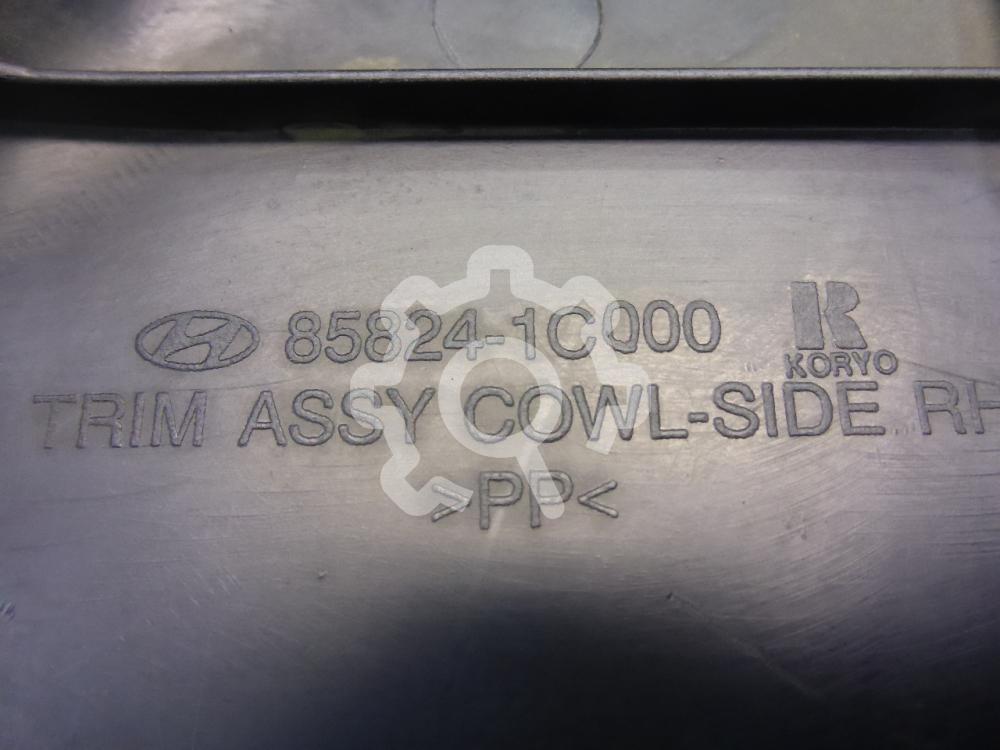 85824-1C000
KORYO
TRIM ASSY COWL-SIDE RH
>PP<